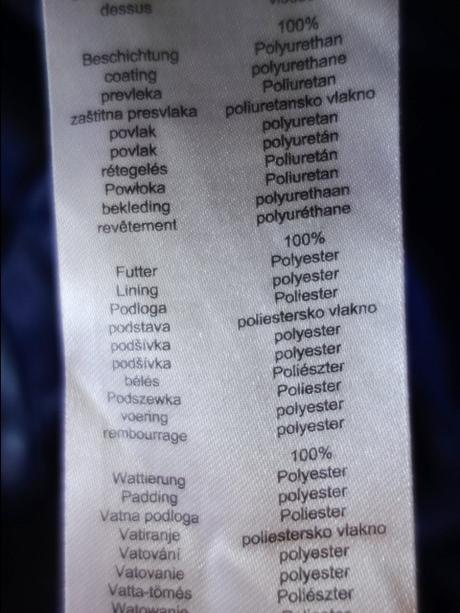 dessus
100%
Beschichtung Polyurethan
coating polyurethane
prevleka Poliuretan
zaštitna presvlaka poliuretansko vlakno
povlak polyuretan
povlak polyuretán
rétegelés Poliuretán
Powłoka Poliuretan
bekleding polyurethaan
revêtement polyuréthane
100%
Futter Polyester
Lining polyester
Podloga Poliester
podstava poliestersko vlakno
podšívka polyester
podšívka polyester
bélés Poliészter
Podszewka Poliester
voering polyester
rembourrage polyester
100%
Wattierung Polyester
Padding polyester
Vatna podloga Poliester
Vatiranje poliestersko vlakno
Vatování polyester
Vatovanie polyester
Vatta-tömés Poliészter
Watowanie